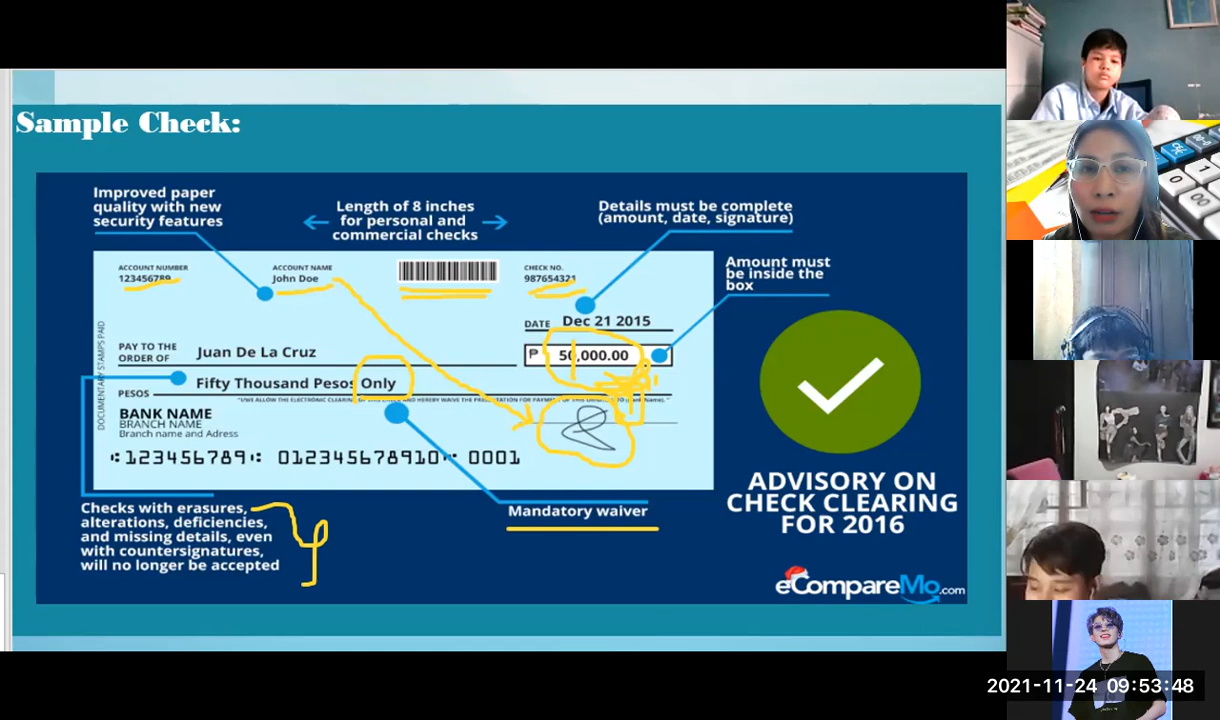 Sample Check:
Improved paper
quality with new
security features
Length of 8 inches
for personal and
commercial checks
Details must be complete
(amount, date, signature)
Amount must
be inside the
box
ACCOUNT NUMBER
123456789
ACCOUNT NAME
John Doe
CHECK NO.
987654321
DATE Dec 21 2015
PAY TO THE
ORDER OF Juan De La Cruz
₱ 50,000.00
Fifty Thousand Pesos Only
PESOS
DOCUMENTARY STAMPS PAID
BANK NAME
BRANCH NAME
Branch name and Adress
⑆123456789⑆ 012345678910⑈ 0001
Mandatory waiver
Checks with erasures,
alterations, deficiencies,
and missing details, even
with countersignatures,
will no longer be accepted
ADVISORY ON
CHECK CLEARING
FOR 2016
eCompareMo.com
2021-11-24 09:53:48